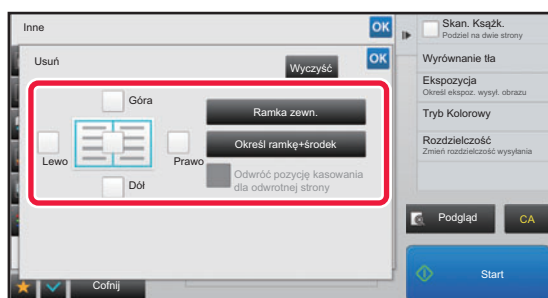 Inne
OK
Usuń
Wyczyść
OK
Góra
Lewo
Prawo
Dół
Ramka zewn.
Określ ramkę+środek
Odwróć pozycję kasowania
dla odwrotnej strony
Cofnij
Skan. Książk.
Podziel na dwie strony
Wyrównanie tła
Ekspozycja
Określ ekspoz. wysył. obrazu
Tryb Kolorowy
Rozdzielczość
Zmień rozdzielczość wysyłania
Podgląd
CA
Start